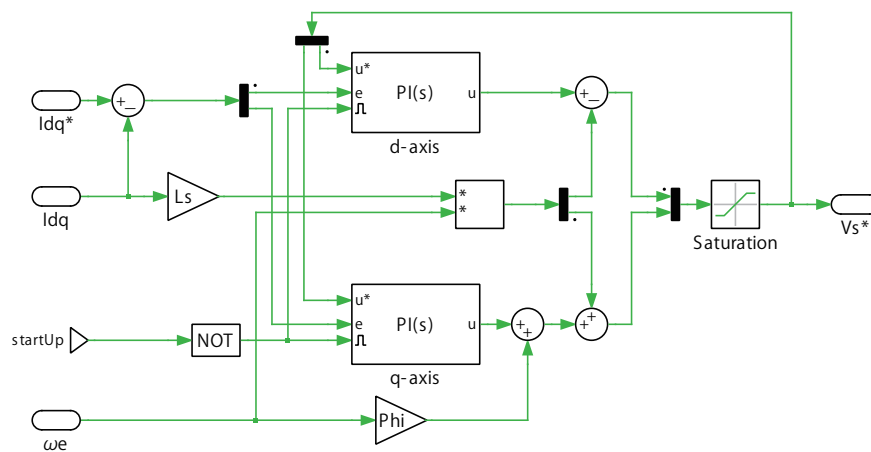 u*
e
PI(s)
u
d-axis
+
−
Idq*
+
−
Idq
Ls
*
*
Saturation
Vs*
u*
e
PI(s)
u
q-axis
+
+
+
+
startUp
NOT
Phi
ωe